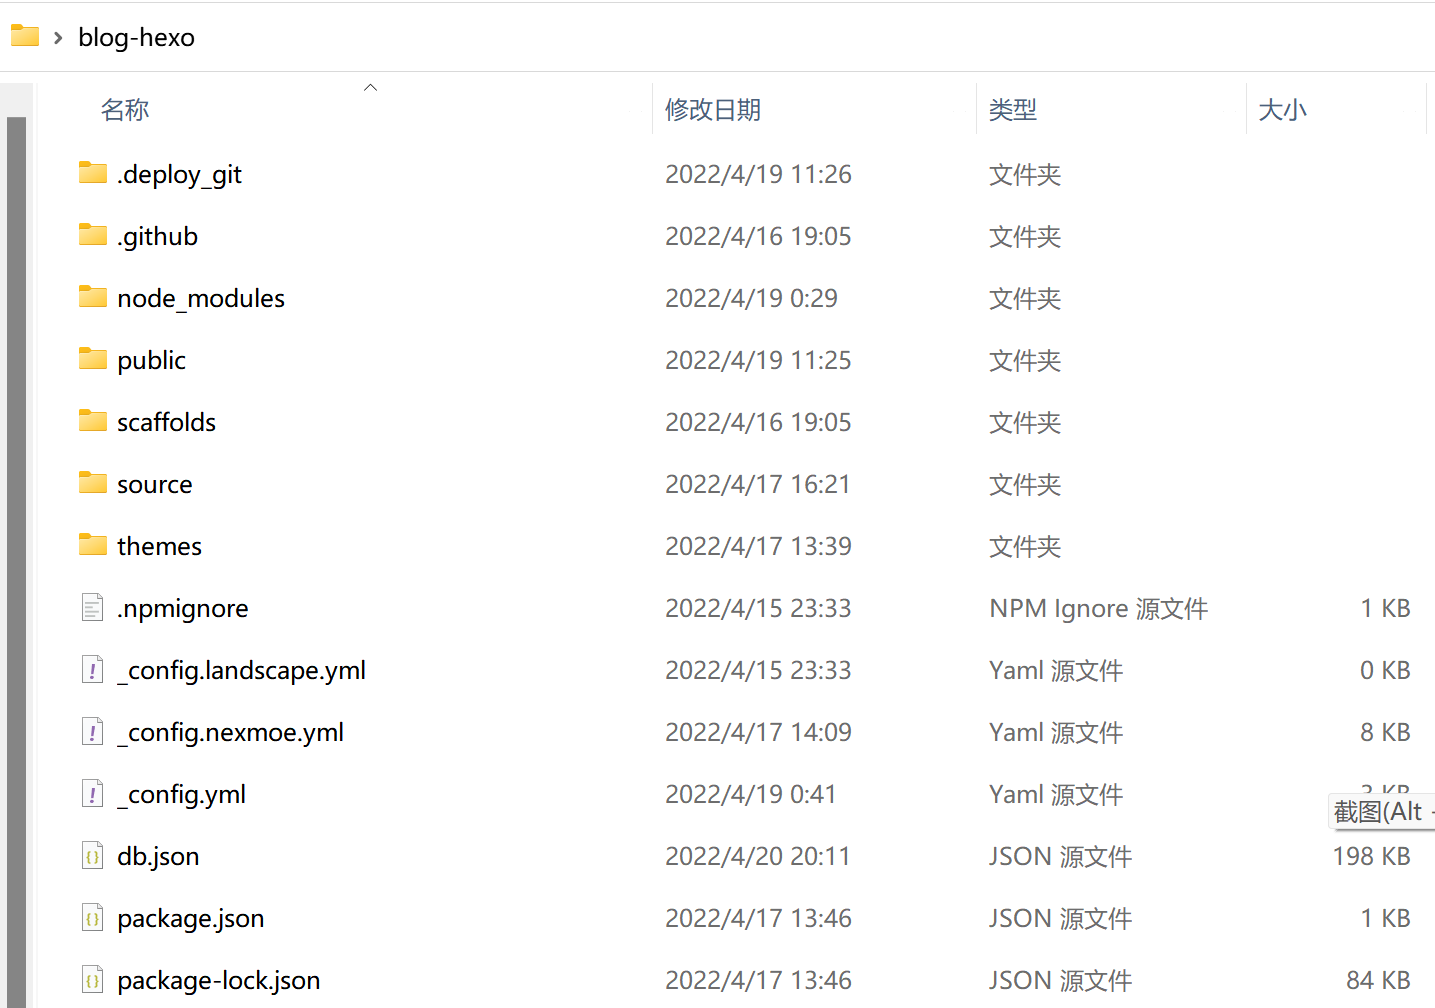 blog-hexo
名称 修改日期 类型 大小
.deploy_git 2022/4/19 11:26 文件夹
.github 2022/4/16 19:05 文件夹
node_modules 2022/4/19 0:29 文件夹
public 2022/4/19 11:25 文件夹
scaffolds 2022/4/16 19:05 文件夹
source 2022/4/17 16:21 文件夹
themes 2022/4/17 13:39 文件夹
.npmignore 2022/4/15 23:33 NPM Ignore 源文件 1 KB
_config.landscape.yml 2022/4/15 23:33 Yaml 源文件 0 KB
_config.nexmoe.yml 2022/4/17 14:09 Yaml 源文件 8 KB
_config.yml 2022/4/19 0:41 Yaml 源文件
截图(Alt
db.json 2022/4/20 20:11 JSON 源文件 198 KB
package.json 2022/4/17 13:46 JSON 源文件 1 KB
package-lock.json 2022/4/17 13:46 JSON 源文件 84 KB